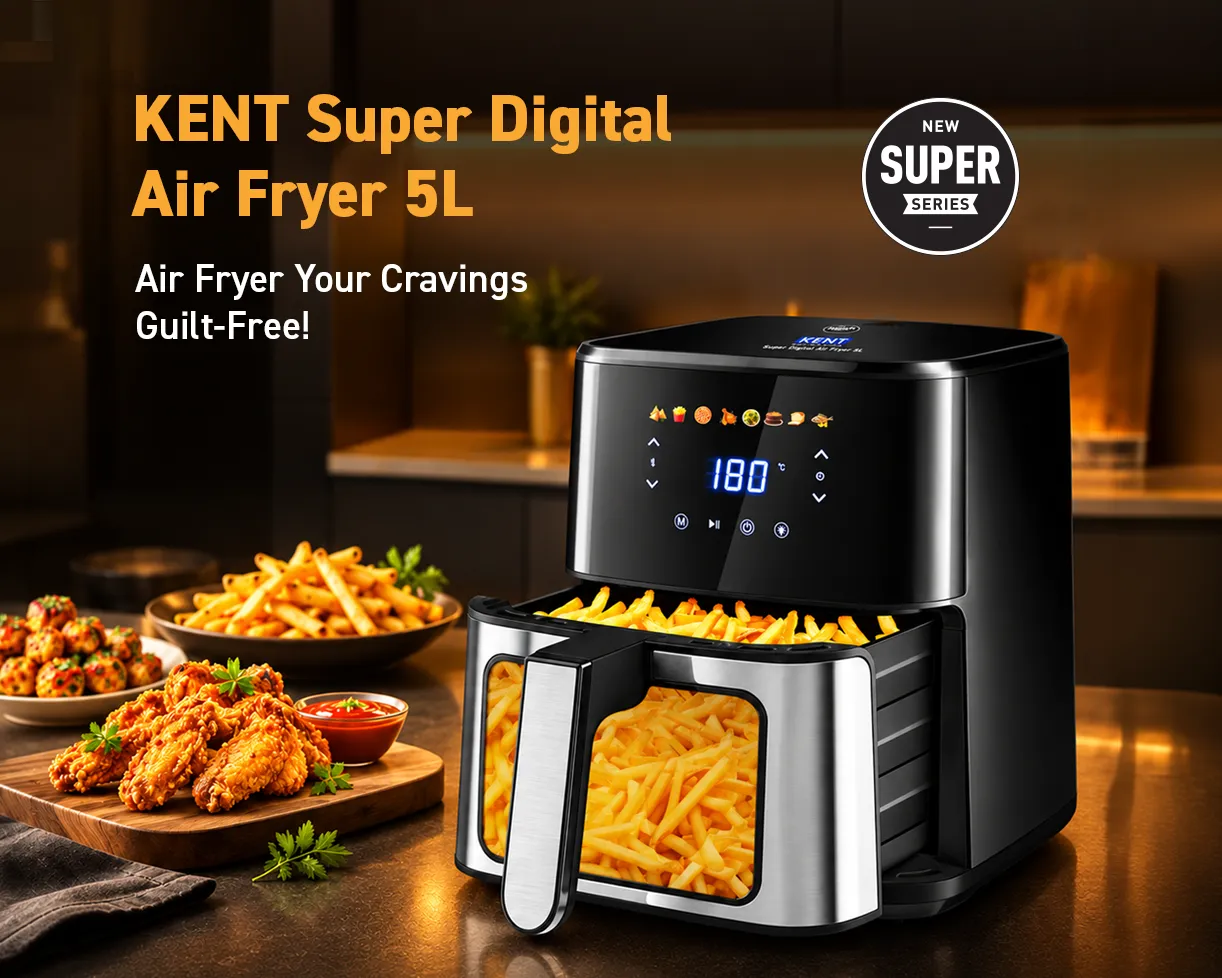 KENT Super Digital
Air Fryer 5L
Air Fryer Your Cravings
Guilt-Free!
NEW
SUPER
SERIES
KENT
Super Digital Air Fryer 5L
180 °C
M